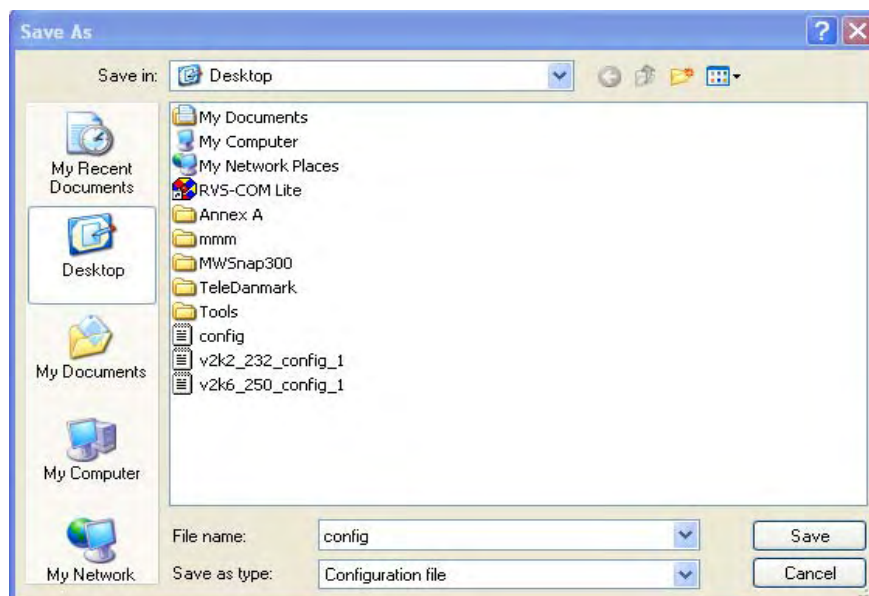 Save As
Save in:
Desktop
My Recent
Documents
Desktop
My Documents
My Computer
My Network
My Documents
My Computer
My Network Places
RVS-COM Lite
Annex A
mmm
MWSnap300
TeleDanmark
Tools
config
v2k2_232_config_1
v2k6_250_config_1
File name:
config
Save
Save as type:
Configuration file
Cancel